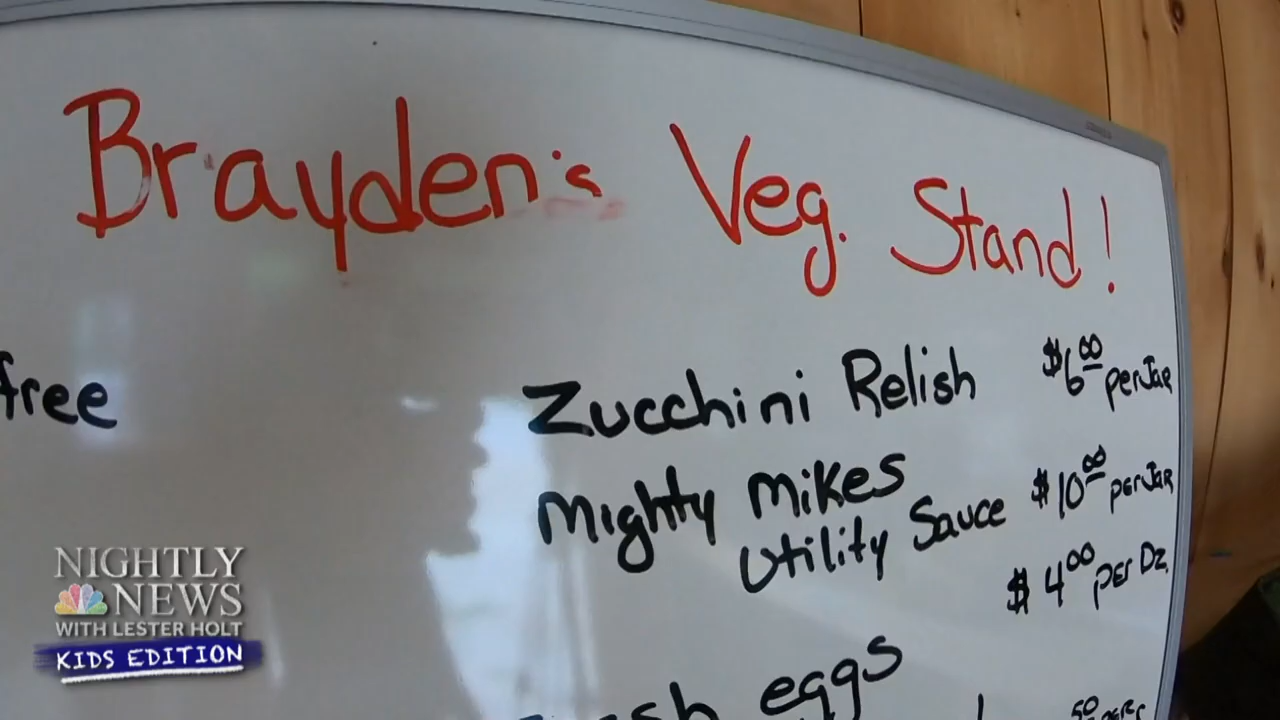 Brayden's Veg. Stand!
free
Zucchini Relish $6.00 per Jar
Mighty Mikes $10.00 per Jar
Utility Sauce
$4.00 per Dz.
eggs
NIGHTLY
NEWS
WITH LESTER HOLT
KIDS EDITION